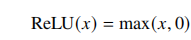 ReLU(x) = max(x, 0)